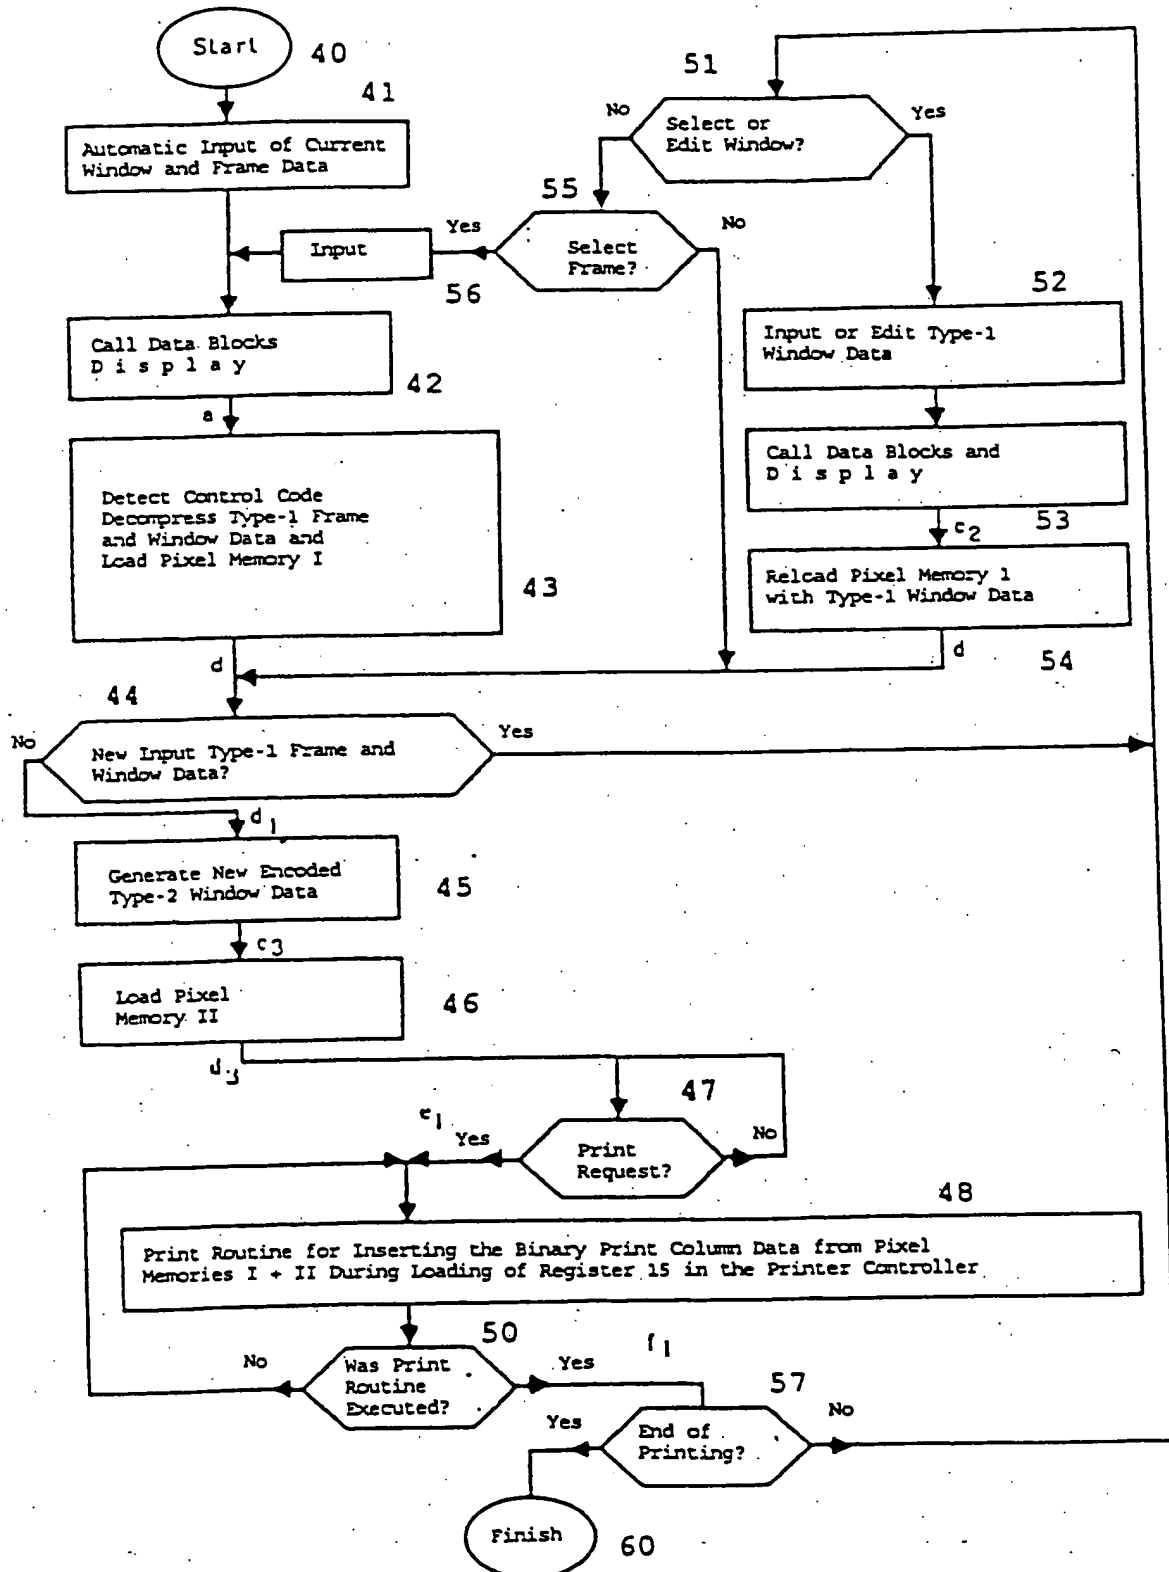 Start
40
41
Automatic Input of Current
Window and Frame Data
51
No
Select or
Edit Window?
Yes
55
Yes
Select
Frame?
No
Input
56
52
Input or Edit Type-1
Window Data
Call Data Blocks
D i s p l a y
42
a
Call Data Blocks and
D i s p l a y
53
c2
Detect Control Code
Decompress Type-1 Frame
and Window Data and
Load Pixel Memory I
43
Reload Pixel Memory 1
with Type-1 Window Data
54
d
d
44
No
New Input Type-1 Frame and
Window Data?
Yes
d1
Generate New Encoded
Type-2 Window Data
45
c3
Load Pixel
Memory II
46
d3
47
e1
Yes
Print
Request?
No
48
Print Routine for Inserting the Binary Print Column Data from Pixel
Memories I + II During Loading of Register 15 in the Printer Controller
50
No
Was Print
Routine
Executed?
Yes
f1
57
Yes
End of
Printing?
No
Finish
60